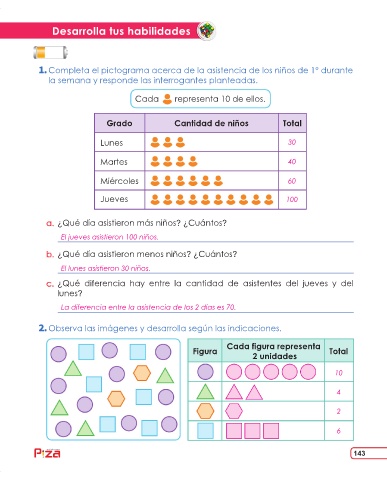 Desarrolla tus habilidades
1. Completa el pictograma acerca de la asistencia de los niños de 1° durante
la semana y responde las interrogantes planteadas.
Cada representa 10 de ellos.
Grado Cantidad de niños Total
Lunes 30
Martes 40
Miércoles 60
Jueves 100
a. ¿Qué día asistieron más niños? ¿Cuántos?
El jueves asistieron 100 niños.
b. ¿Qué día asistieron menos niños? ¿Cuántos?
El lunes asistieron 30 niños.
c. ¿Qué diferencia hay entre la cantidad de asistentes del jueves y del
lunes?
La diferencia entre la asistencia de los 2 días es 70.
2. Observa las imágenes y desarrolla según las indicaciones.
Figura Cada figura representa
2 unidades Total
10
4
2
6
Pizza
143